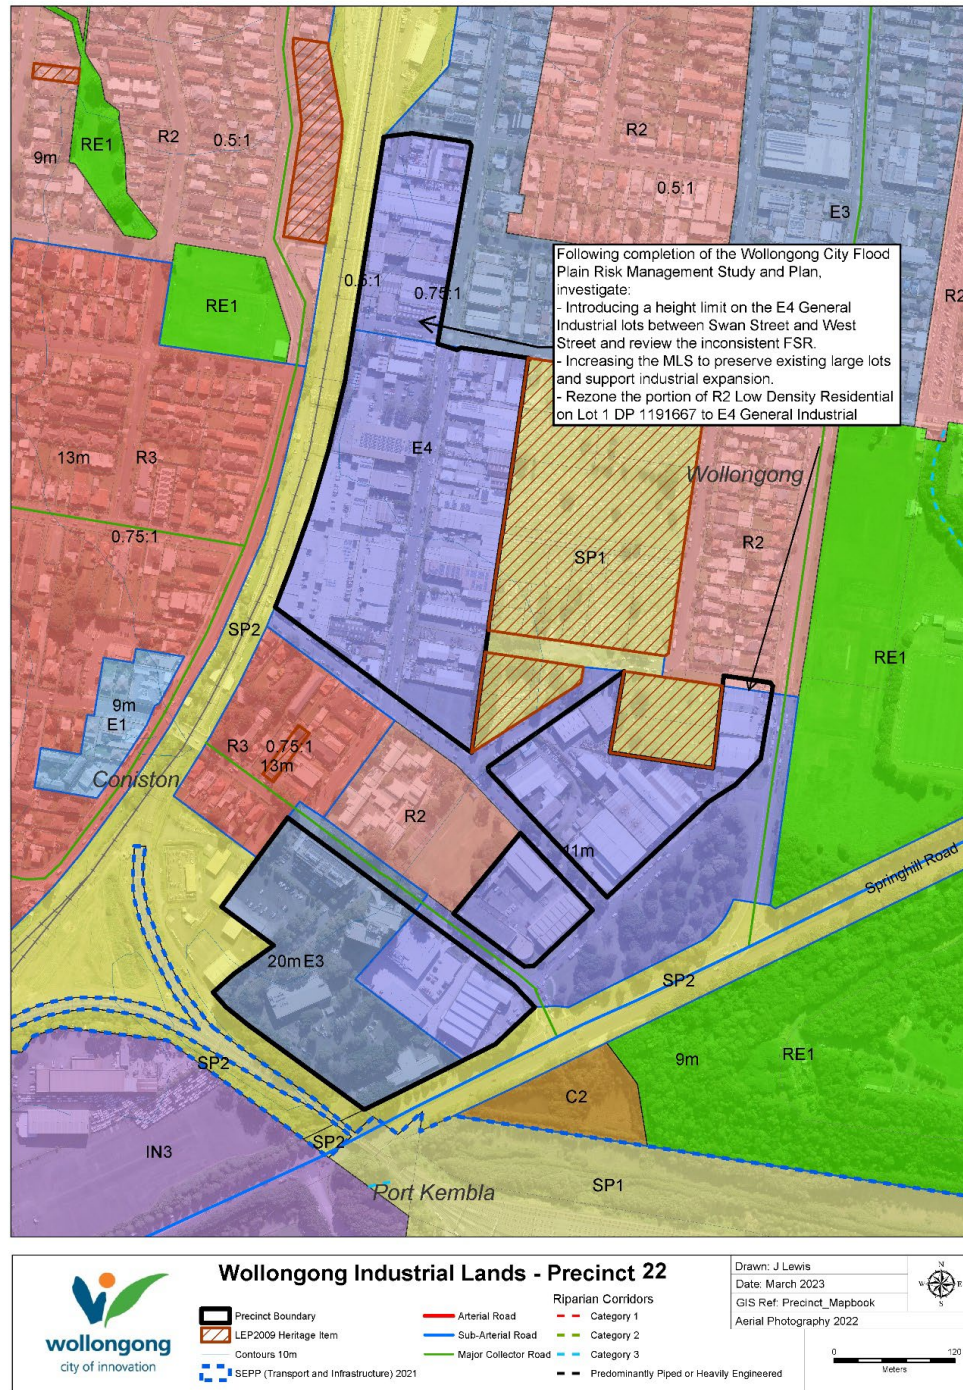 RE1
R2
0.5:1
9m
R2
0.5:1
E3
RE1
0.5:1
0.75:1
R2
Following completion of the Wollongong City Flood
Plain Risk Management Study and Plan,
investigate:
- Introducing a height limit on the E4 General
Industrial lots between Swan Street and West
Street and review the inconsistent FSR.
- Increasing the MLS to preserve existing large lots
and support industrial expansion.
- Rezone the portion of R2 Low Density Residential
on Lot 1 DP 1191667 to E4 General Industrial
13m
R3
E4
Wollongong
0.75:1
SP1
R2
SP2
RE1
9m
E1
R3
0.75:1
13m
Coniston
R2
11m
Springhill Road
20m
E3
SP2
SP2
9m
RE1
C2
SP2
IN3
SP1
Port Kembla
wollongong
city of innovation
Wollongong Industrial Lands - Precinct 22
Precinct Boundary
LEP2009 Heritage Item
Contours 10m
SEPP (Transport and Infrastructure) 2021
Arterial Road
Sub-Arterial Road
Major Collector Road
Riparian Corridors
Category 1
Category 2
Category 3
Predominantly Piped or Heavily Engineered
Drawn: J Lewis
Date: March 2023
GIS Ref: Precinct_Mapbook
Aerial Photography 2022
N
W
E
S
0
120
Meters